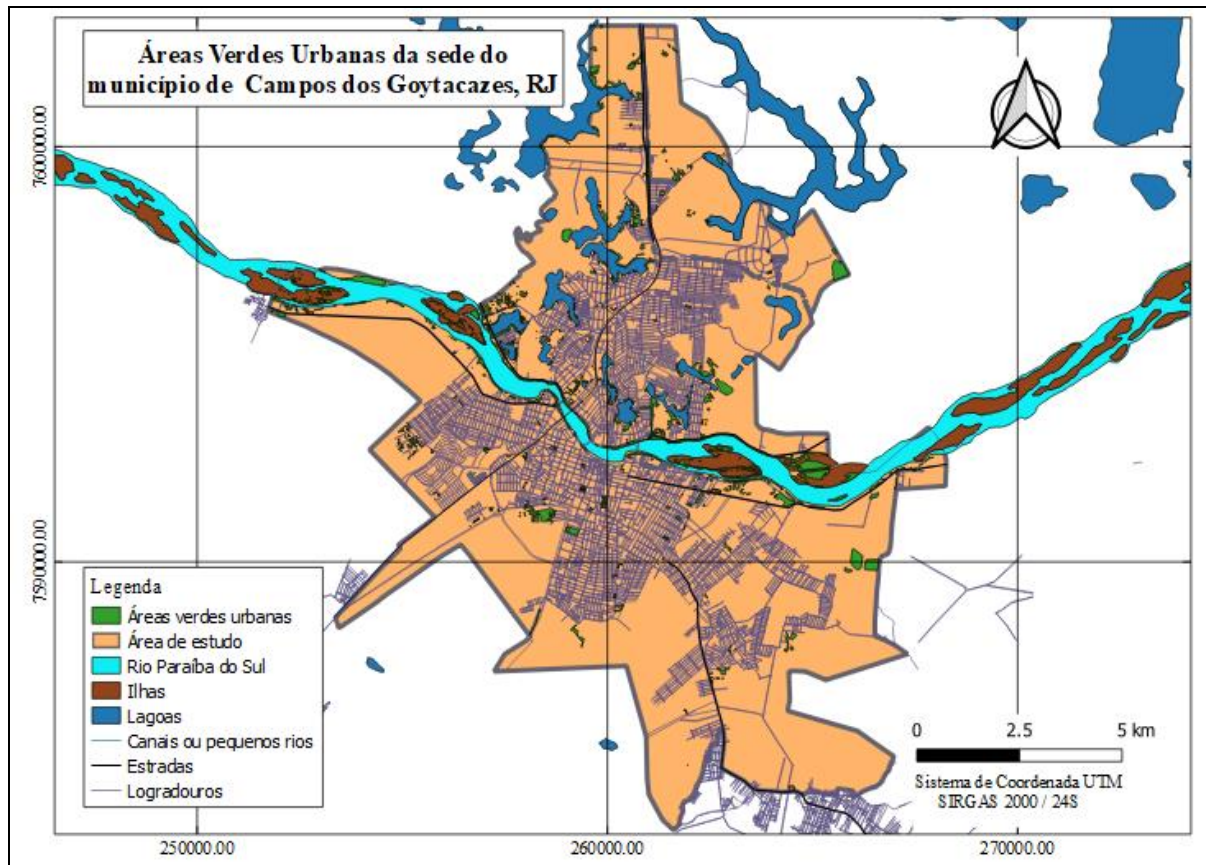 Áreas Verdes Urbanas da sede do
município de Campos dos Goytacazes, RJ
7600000.00
7590000.00
Legenda
Áreas verdes urbanas
Área de estudo
Rio Paraíba do Sul
Ilhas
Lagoas
Canais ou pequenos rios
Estradas
Logradouros
0 2.5 5 km
Sistema de Coordenada UTM
SIRGAS 2000 / 24S
250000.00 260000.00 270000.00